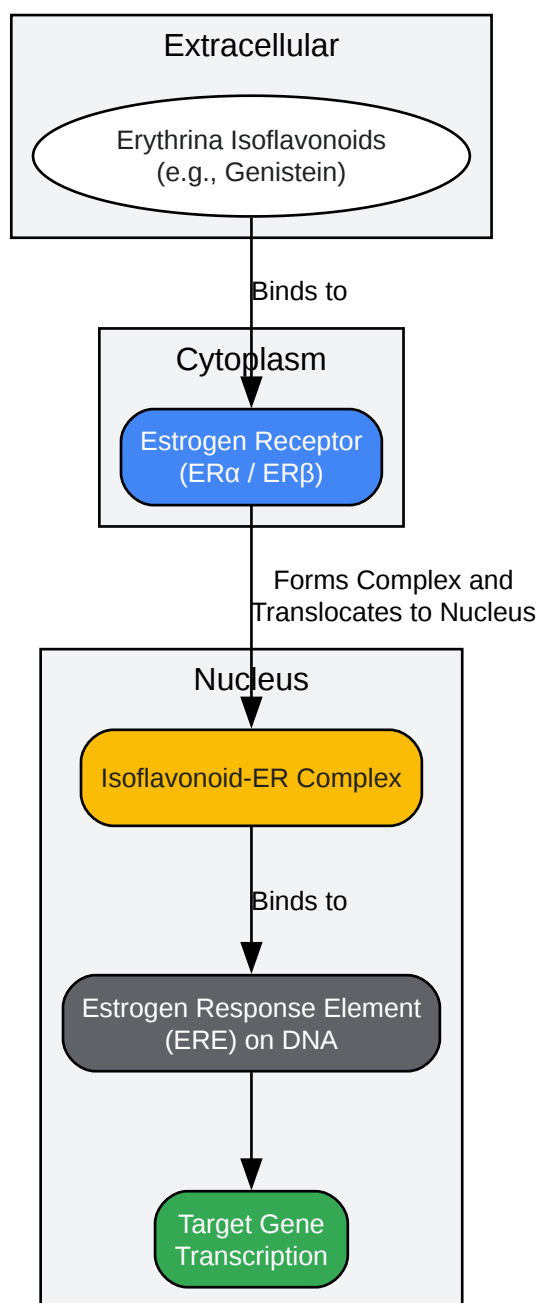 Extracellular
Erythrina Isoflavonoids
(e.g., Genistein)
Binds to
Cytoplasm
Estrogen Receptor
(ERα / ERβ)
Forms Complex and
Translocates to Nucleus
Nucleus
Isoflavonoid-ER Complex
Binds to
Estrogen Response Element
(ERE) on DNA
Target Gene
Transcription